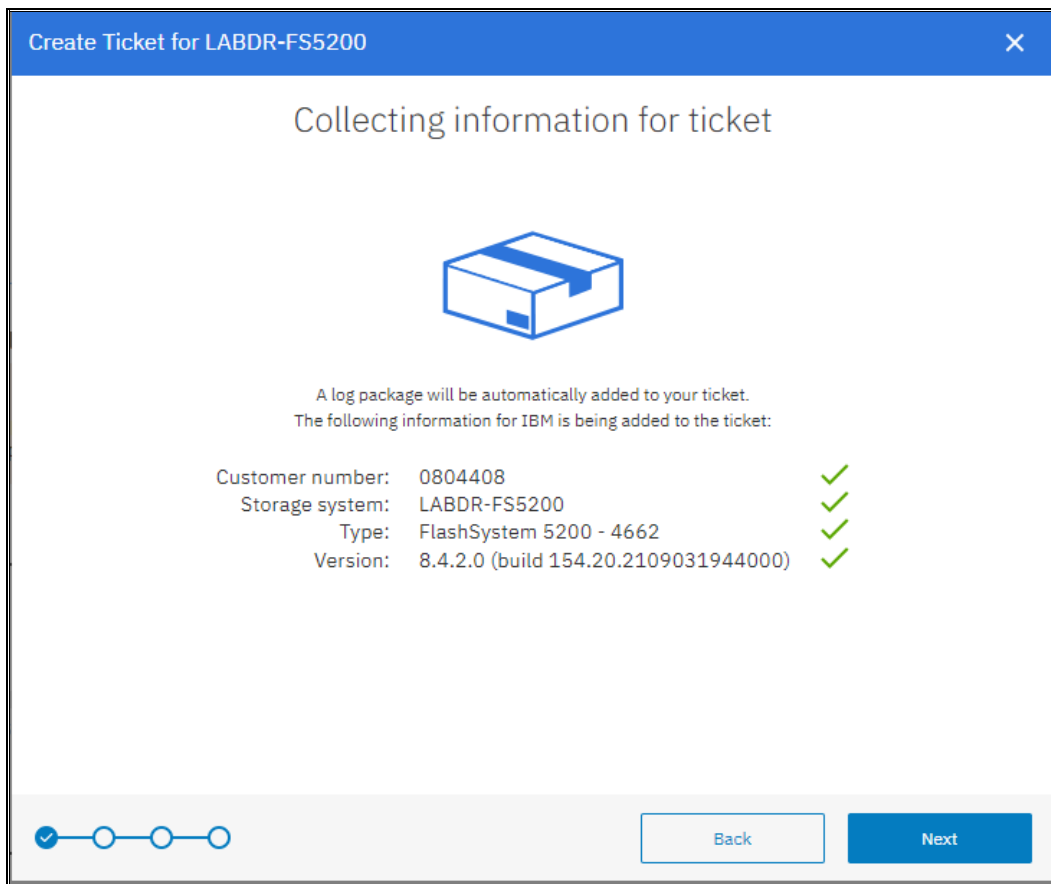 Create Ticket for LABDR-FS5200
Collecting information for ticket
A log package will be automatically added to your ticket.
The following information for IBM is being added to the ticket:
Customer number: 0804408
Storage system: LABDR-FS5200
Type: FlashSystem 5200 - 4662
Version: 8.4.2.0 (build 154.20.2109031944000)
Back Next